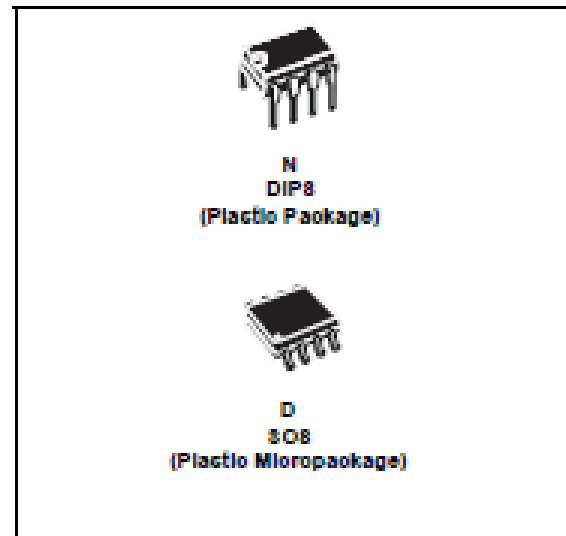 N
DIP8
(Plastic Package)
D
SO8
(Plastic Micropackage)